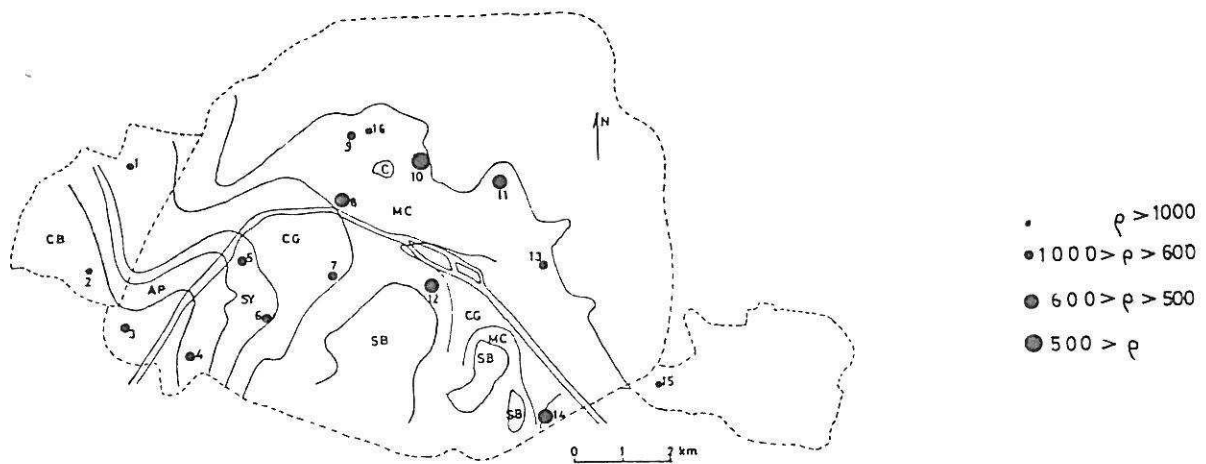 16
9
N
1
C
10
11
8
MC
CG
CB
13
5
7
2
AP
12
SY
6
CG
3
SB
MC
4
SB
15
SB
14
0 1 2 km
ρ > 1000
1000 > ρ > 600
600 > ρ > 500
500 > ρ